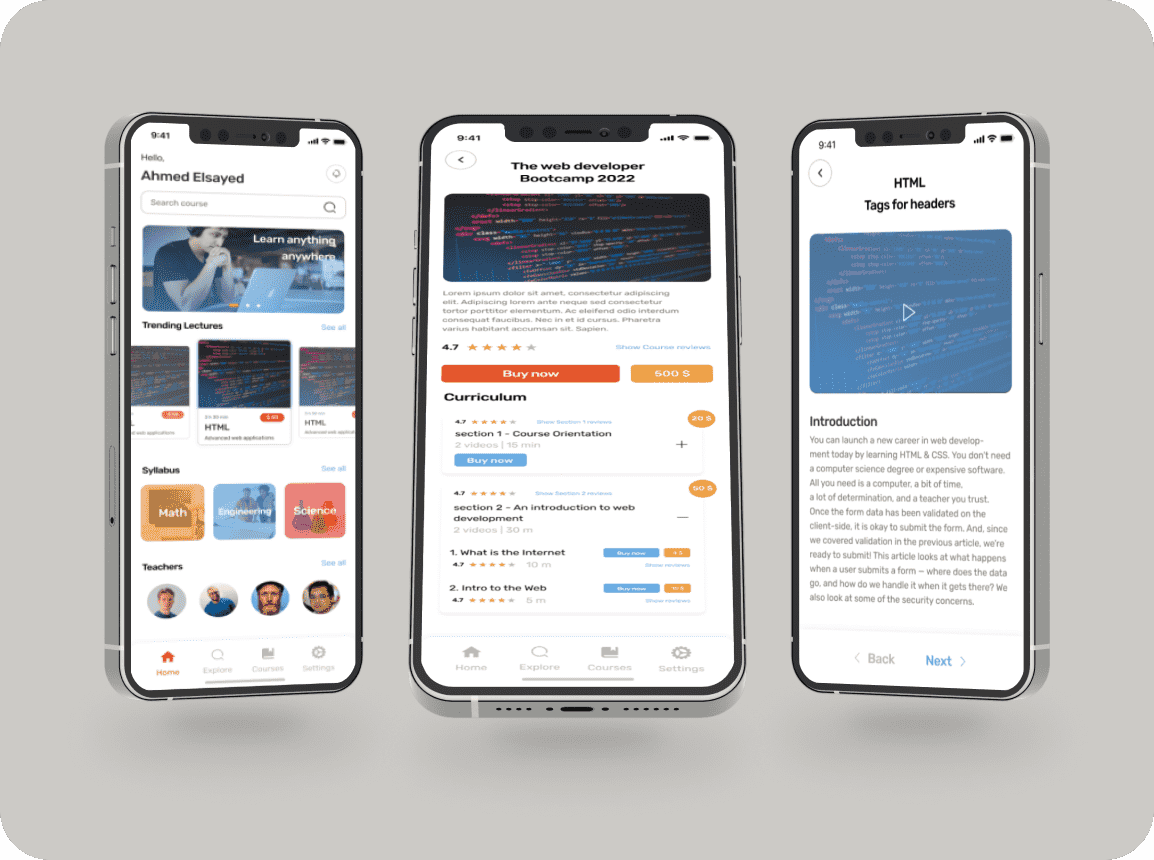 9:41
Hello,
Ahmed Elsayed
Search course
Learn anything
anywhere
Trending Lectures
See all
HTML
Advanced web applications
HTML
Syllabus
See all
Math
Engineering
Science
Teachers
See all
Home
Explore
Courses
Settings
9:41
The web developer
Bootcamp 2022
Lorem ipsum dolor sit amet, consectetur adipiscing
elit. Adipiscing lorem ante neque sed consectetur
tortor porttitor elementum. Ac eleifend odio interdum
consequat faucibus. Nec in et id cursus. Pharetra
varius habitant accumsan sit. Sapien.
4.7
Show Course reviews
Buy now
500 $
Curriculum
20 $
4.7
Show Section 1 reviews
section 1 - Course Orientation
2 videos | 15 min
Buy now
50 $
4.7
Show Section 2 reviews
section 2 - An introduction to web
development
2 videos | 30 m
1. What is the Internet
Buy now
4.7
10 m
Show reviews
2. Intro to the Web
Buy now
10 $
4.7
5 m
Show reviews
Home
Explore
Courses
Settings
9:41
HTML
Tags for headers
Introduction
You can launch a new career in web develop-
ment today by learning HTML & CSS. You don't need
a computer science degree or expensive software.
All you need is a computer, a bit of time,
a lot of determination, and a teacher you trust.
Once the form data has been validated on the
client-side, it is okay to submit the form. And, since
we covered validation in the previous article, we're
ready to submit! This article looks at what happens
when a user submits a form — where does the data
go, and how do we handle it when it gets there? We
also look at some of the security concerns.
Back
Next